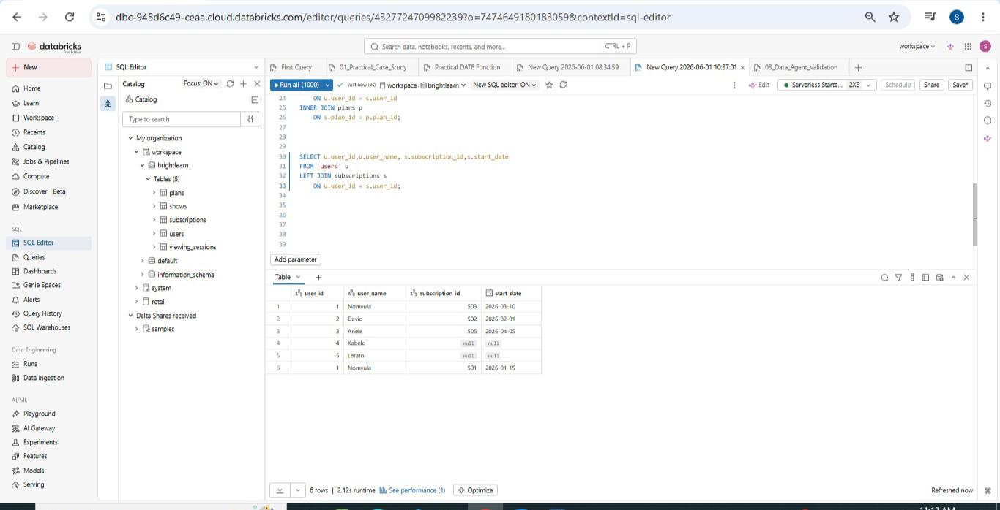 dbc-945d6c49-ceaa.cloud.databricks.com/editor/queries/4327724709982239?o=7474649180183059&contextId=sql-editor
S
databricks
Free Edition
Search data, notebooks, recents, and more...
CTRL + P
workspace
S
New
Home
Learn
Workspace
Recents
Catalog
Jobs & Pipelines
Compute
Discover Beta
Marketplace
SQL
SQL Editor
Queries
Dashboards
Genie Spaces
Alerts
Query History
SQL Warehouses
Data Engineering
Runs
Data Ingestion
AI/ML
Playground
AI Gateway
Experiments
Features
Models
Serving
SQL Editor
Catalog
Focus: ON
Catalog
Type to search
My organization
workspace
brightlearn
Tables (5)
plans
shows
subscriptions
users
viewing_sessions
default
information_schema
system
retail
Delta Shares received
samples
First Query
01_Practical_Case_Study
Practical DATE Function
New Query 2026-06-01 08:34:59
New Query 2026-06-01 10:37:01
03_Data_Agent_Validation
Run all (1000)
Just now (2s)
workspace.
brightlearn
New SQL editor: ON
Edit
Serverless Starte...
2XS
Schedule
Share
Save*
24 ON u.user_id = s.user_id
25 INNER JOIN plans p
26 ON s.plan_id = p.plan_id;
27
28
29
30 SELECT u.user_id,u.user_name, s.subscription_id,s.start_date
31 FROM `users` u
32 LEFT JOIN subscriptions s
33 ON u.user_id = s.user_id;
34
35
36
37
38
39
Add parameter
Table
user_id user_name subscription_id start_date
1 1 Nomvula 503 2026-03-10
2 2 David 502 2026-02-01
3 3 Anele 505 2026-04-05
4 4 Kabelo null null
5 5 Lerato null null
6 1 Nomvula 501 2026-01-15
6 rows | 2.12s runtime
See performance (1)
Optimize
Refreshed now